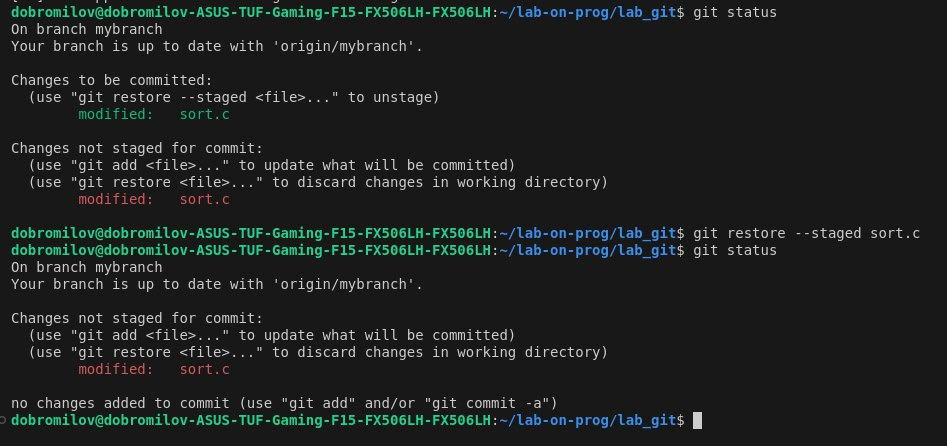 dobromilov@dobromilov-ASUS-TUF-Gaming-F15-FX506LH-FX506LH:~/lab-on-prog/lab_git$ git status
On branch mybranch
Your branch is up to date with 'origin/mybranch'.
Changes to be committed:
  (use "git restore --staged <file>..." to unstage)
        modified:   sort.c
Changes not staged for commit:
  (use "git add <file>..." to update what will be committed)
  (use "git restore <file>..." to discard changes in working directory)
        modified:   sort.c
dobromilov@dobromilov-ASUS-TUF-Gaming-F15-FX506LH-FX506LH:~/lab-on-prog/lab_git$ git restore --staged sort.c
dobromilov@dobromilov-ASUS-TUF-Gaming-F15-FX506LH-FX506LH:~/lab-on-prog/lab_git$ git status
On branch mybranch
Your branch is up to date with 'origin/mybranch'.
Changes not staged for commit:
  (use "git add <file>..." to update what will be committed)
  (use "git restore <file>..." to discard changes in working directory)
        modified:   sort.c
no changes added to commit (use "git add" and/or "git commit -a")
dobromilov@dobromilov-ASUS-TUF-Gaming-F15-FX506LH-FX506LH:~/lab-on-prog/lab_git$